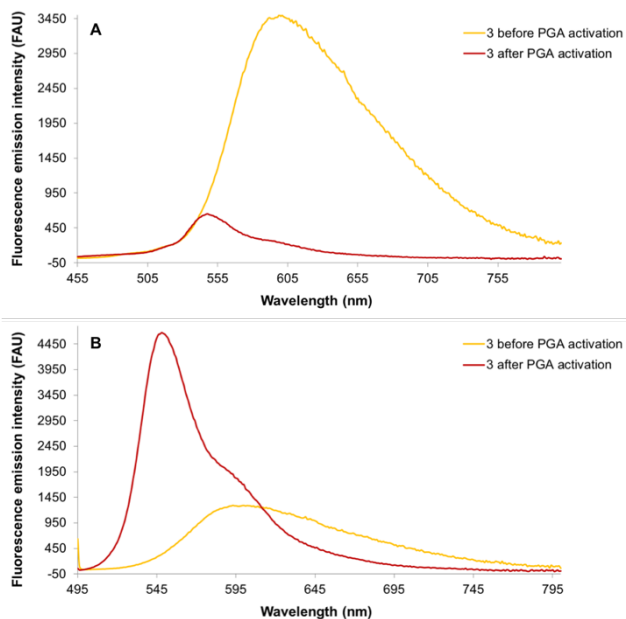 A
3 before PGA activation
3 after PGA activation
Fluorescence emission intensity (FAU)
3450
2950
2450
1950
1450
950
450
-50
455 505 555 605 655 705 755
Wavelength (nm)
B
3 before PGA activation
3 after PGA activation
Fluorescence emission intensity (FAU)
4450
3950
3450
2950
2450
1950
1450
950
450
-50
495 545 595 645 695 745 795
Wavelength (nm)